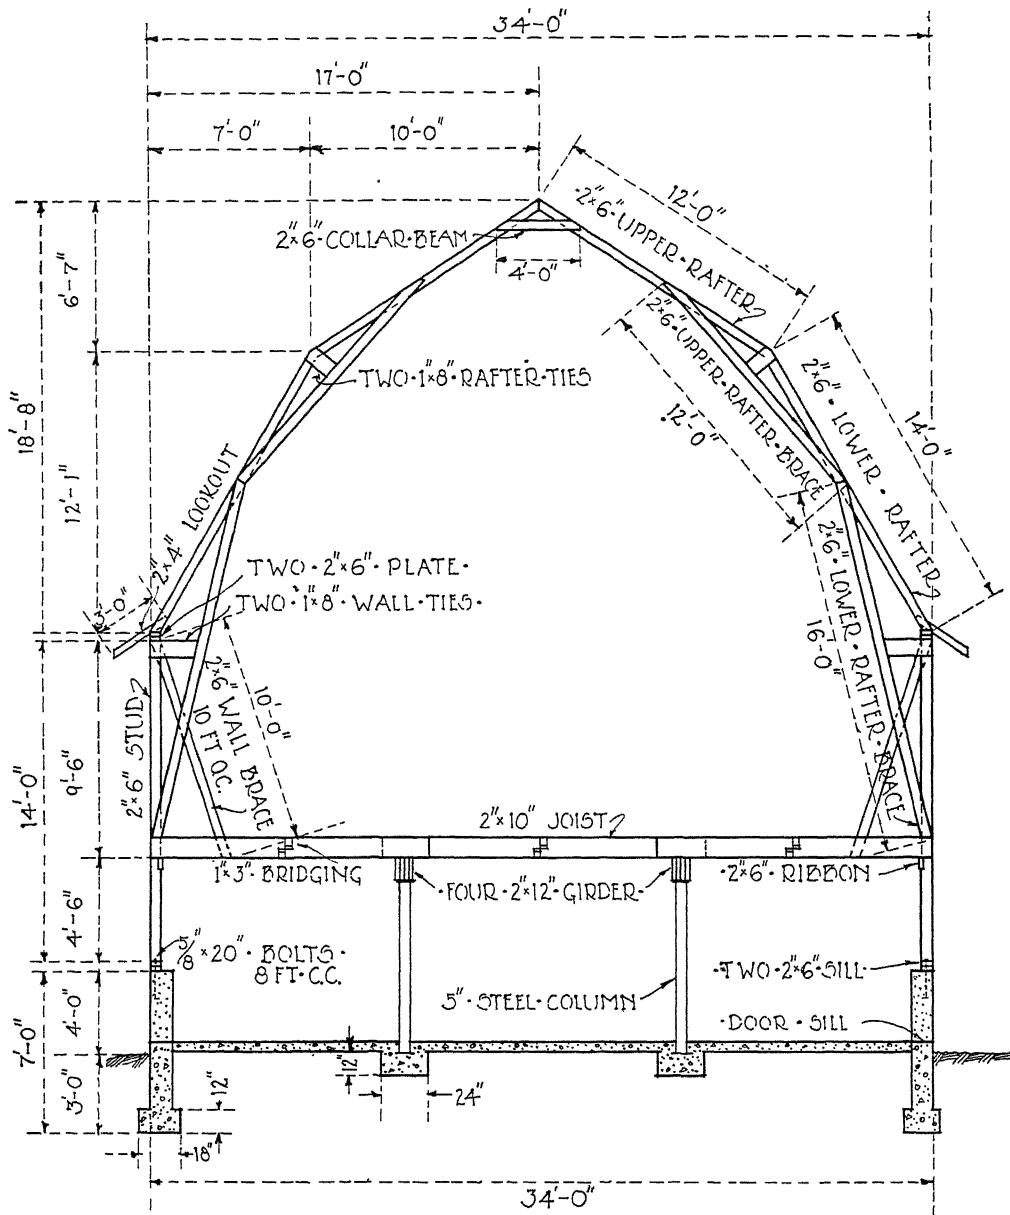 34'-0"
17'-0"
7'-0"
10'-0"
12'-0"
2"x6"·UPPER·RAFTER
2"x6"·COLLAR·BEAM
4'-0"
6'-7"
18'-8"
12'-1"
TWO·1"x8"·RAFTER·TIES
2"x6"·UPPER·RAFTER·BRACE
12'-0"
2"x6"·LOWER·RAFTER
14'-0"
2"x4" LOOKOUT
3'-0"
TWO·2"x6"·PLATE·
TWO·1"x8"·WALL TIES·
2"x6"·LOWER·RAFTER·BRACE
16'-0"
2"x6" STUD
2"x6" WALL BRACE
10 FT O.C.
10'-0"
14'-0"
9'-6"
2"x10" JOIST
1"x3"·BRIDGING
·FOUR·2"x12"·GIRDER·
·2"x6"·RIBBON
4'-6"
5/8"x20"·BOLTS·
8 FT·C.C.
·TWO·2"x6"·SILL
5"·STEEL·COLUMN
·DOOR·SILL
7'-0"
4'-0"
3'-0"
12"
12"
24"
18"
34'-0"